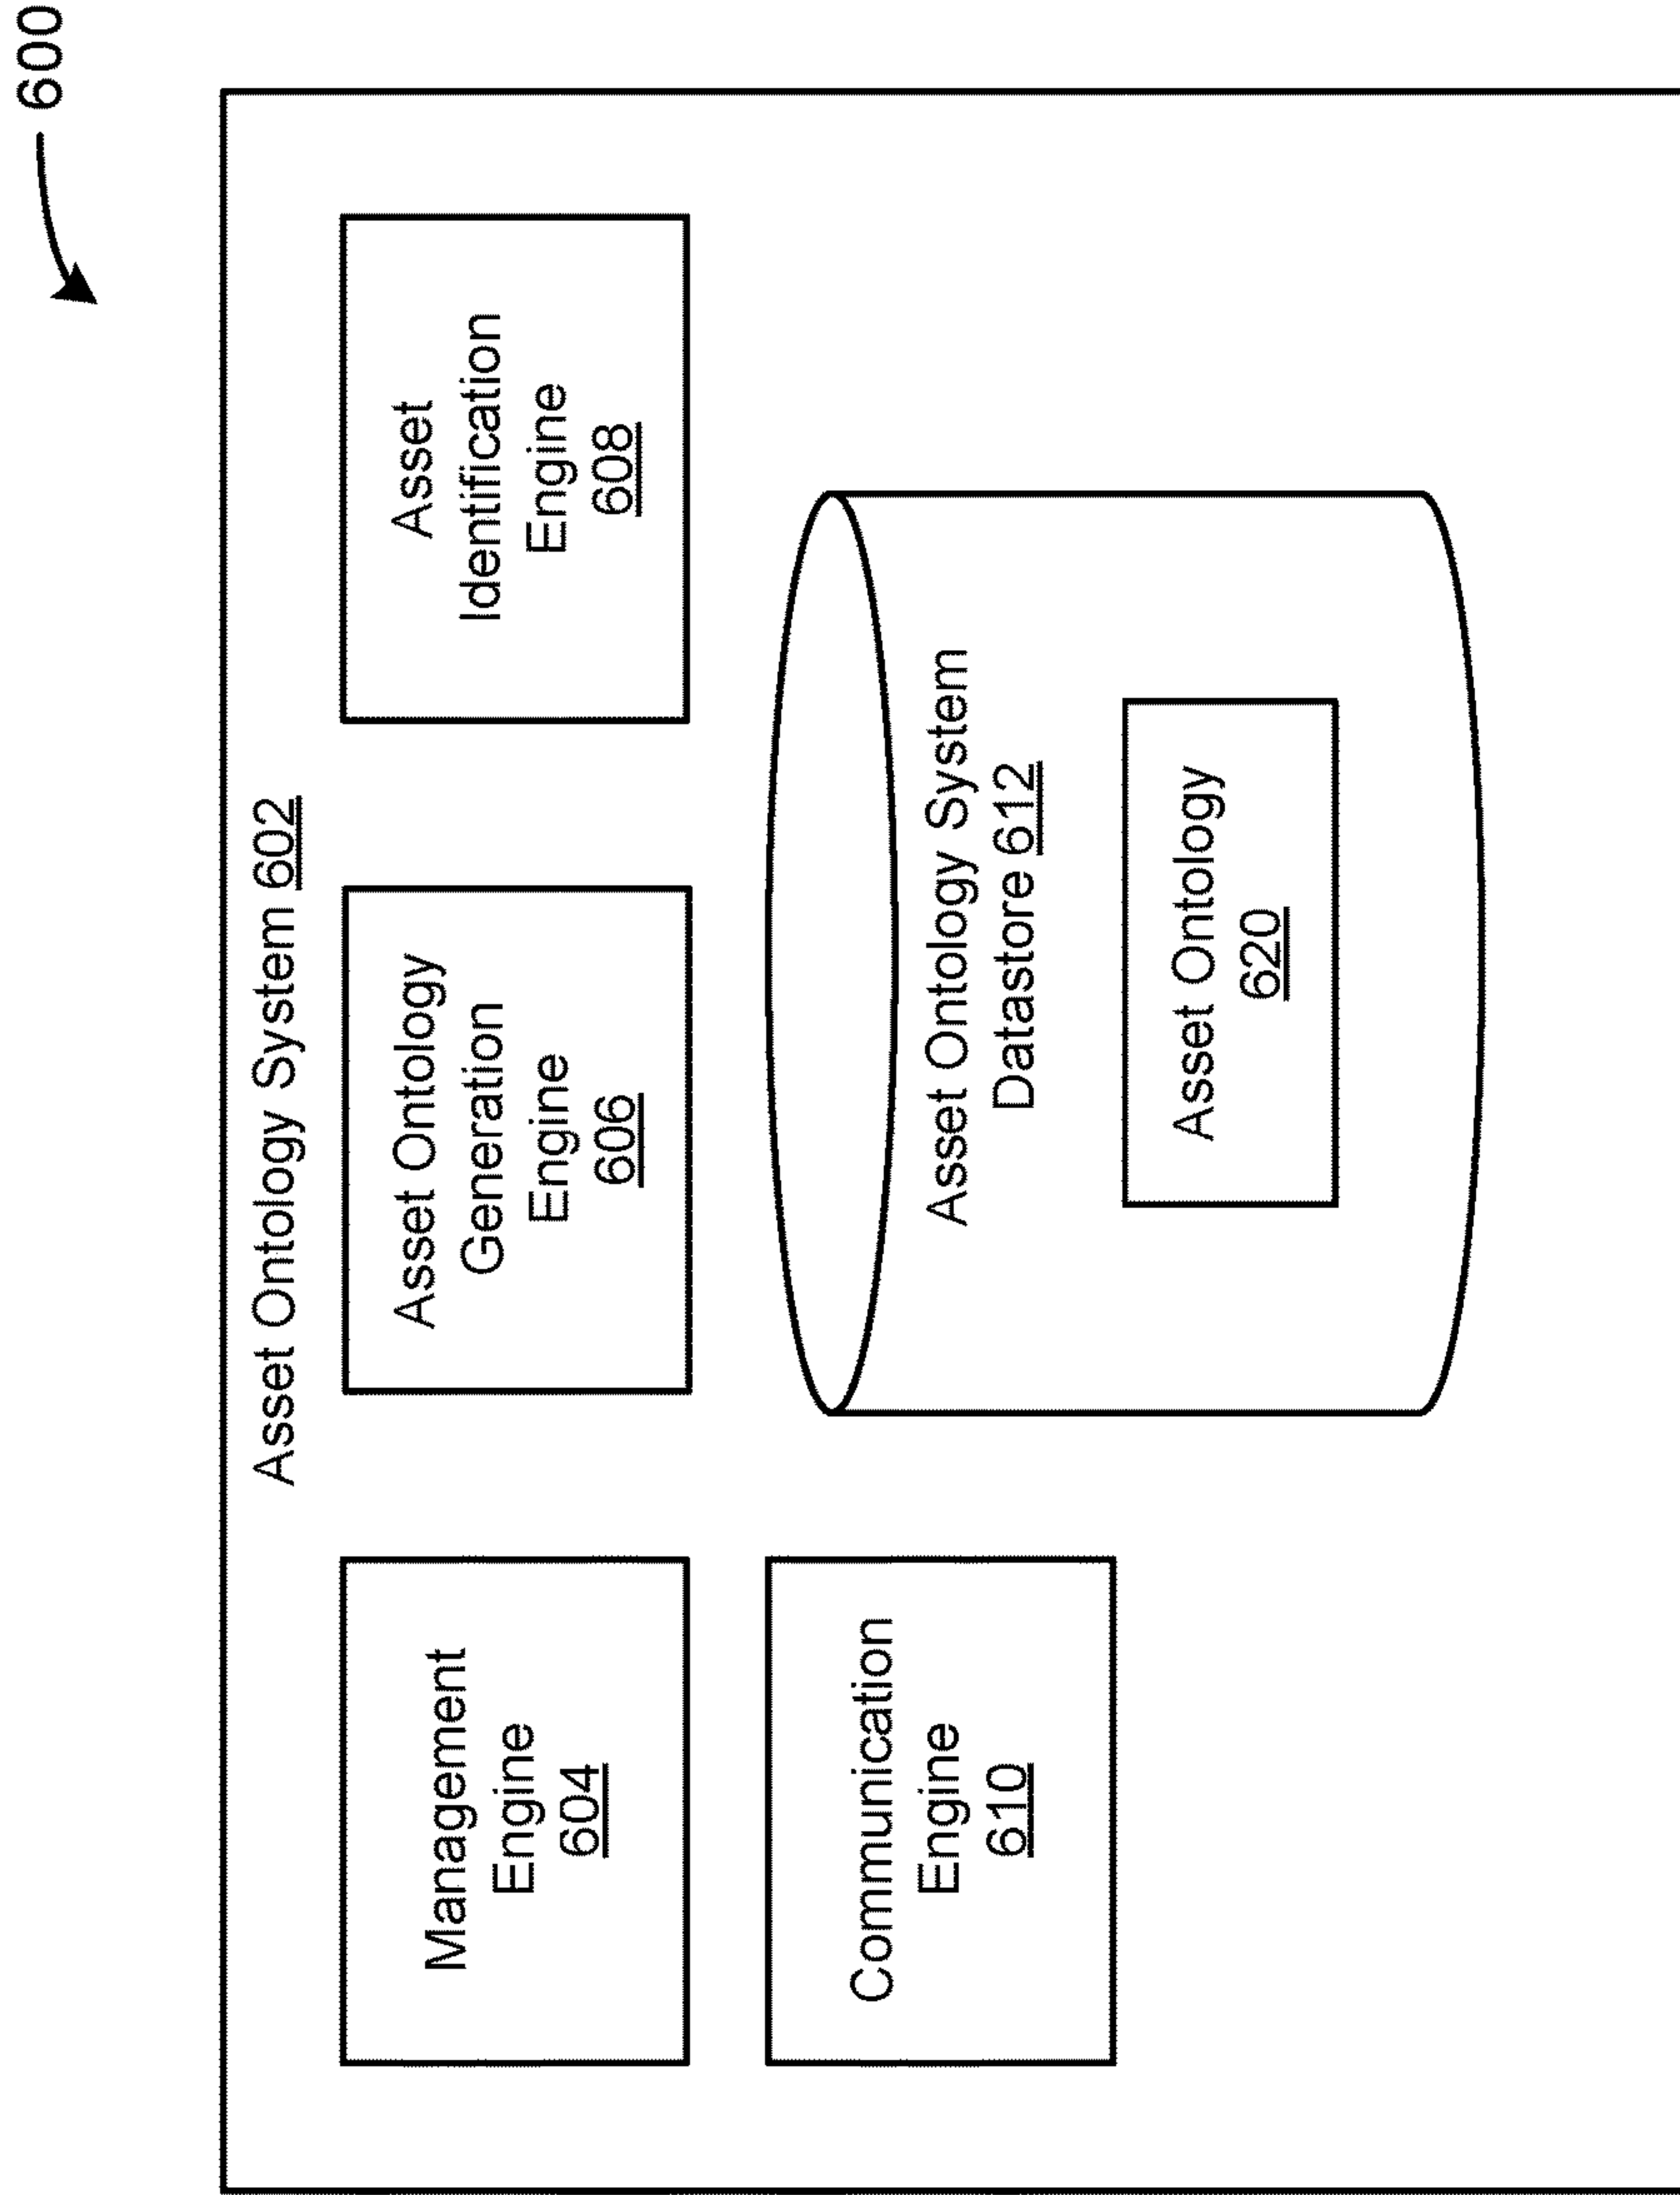 600
Asset Ontology System 602
Management
Engine
604
Asset Ontology
Generation
Engine
606
Asset
Identification
Engine
608
Communication
Engine
610
Asset Ontology System
Datastore 612
Asset Ontology
620